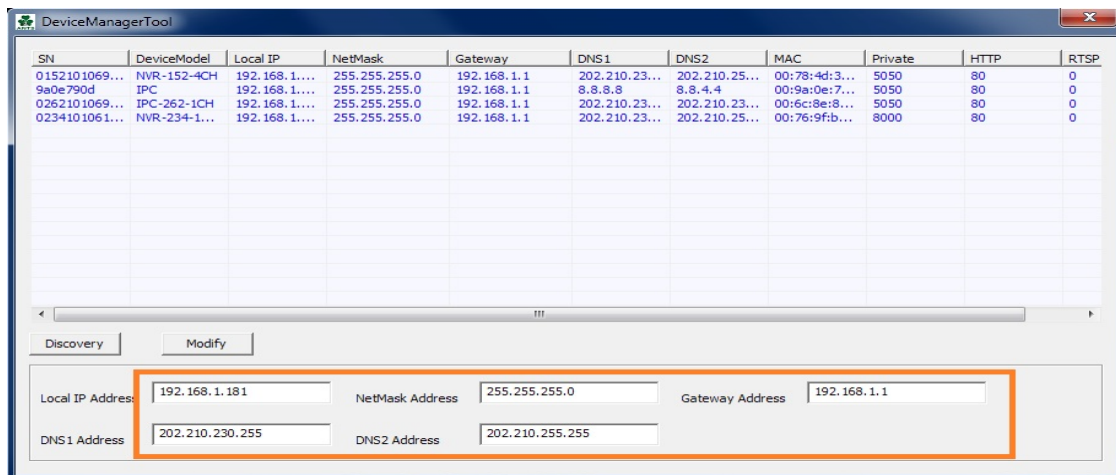 DeviceManagerTool
SN DeviceModel Local IP NetMask Gateway DNS1 DNS2 MAC Private HTTP RTSP
0152101069... NVR-152-4CH 192.168.1.... 255.255.255.0 192.168.1.1 202.210.23... 202.210.25... 00:78:4d:3... 5050 80 0
9a0e790d IPC 192.168.1.... 255.255.255.0 192.168.1.1 8.8.8.8 8.8.4.4 00:9a:0e:7... 5050 80 0
0262101069... IPC-262-1CH 192.168.1.... 255.255.255.0 192.168.1.1 202.210.23... 202.210.25... 00:6c:8e:8... 5050 80 0
0234101061... NVR-234-1... 192.168.1.... 255.255.255.0 192.168.1.1 202.210.23... 202.210.25... 00:76:9f:b... 8000 80 0
Discovery Modify
Local IP Address 192.168.1.181 NetMask Address 255.255.255.0 Gateway Address 192.168.1.1
DNS1 Address 202.210.230.255 DNS2 Address 202.210.255.255